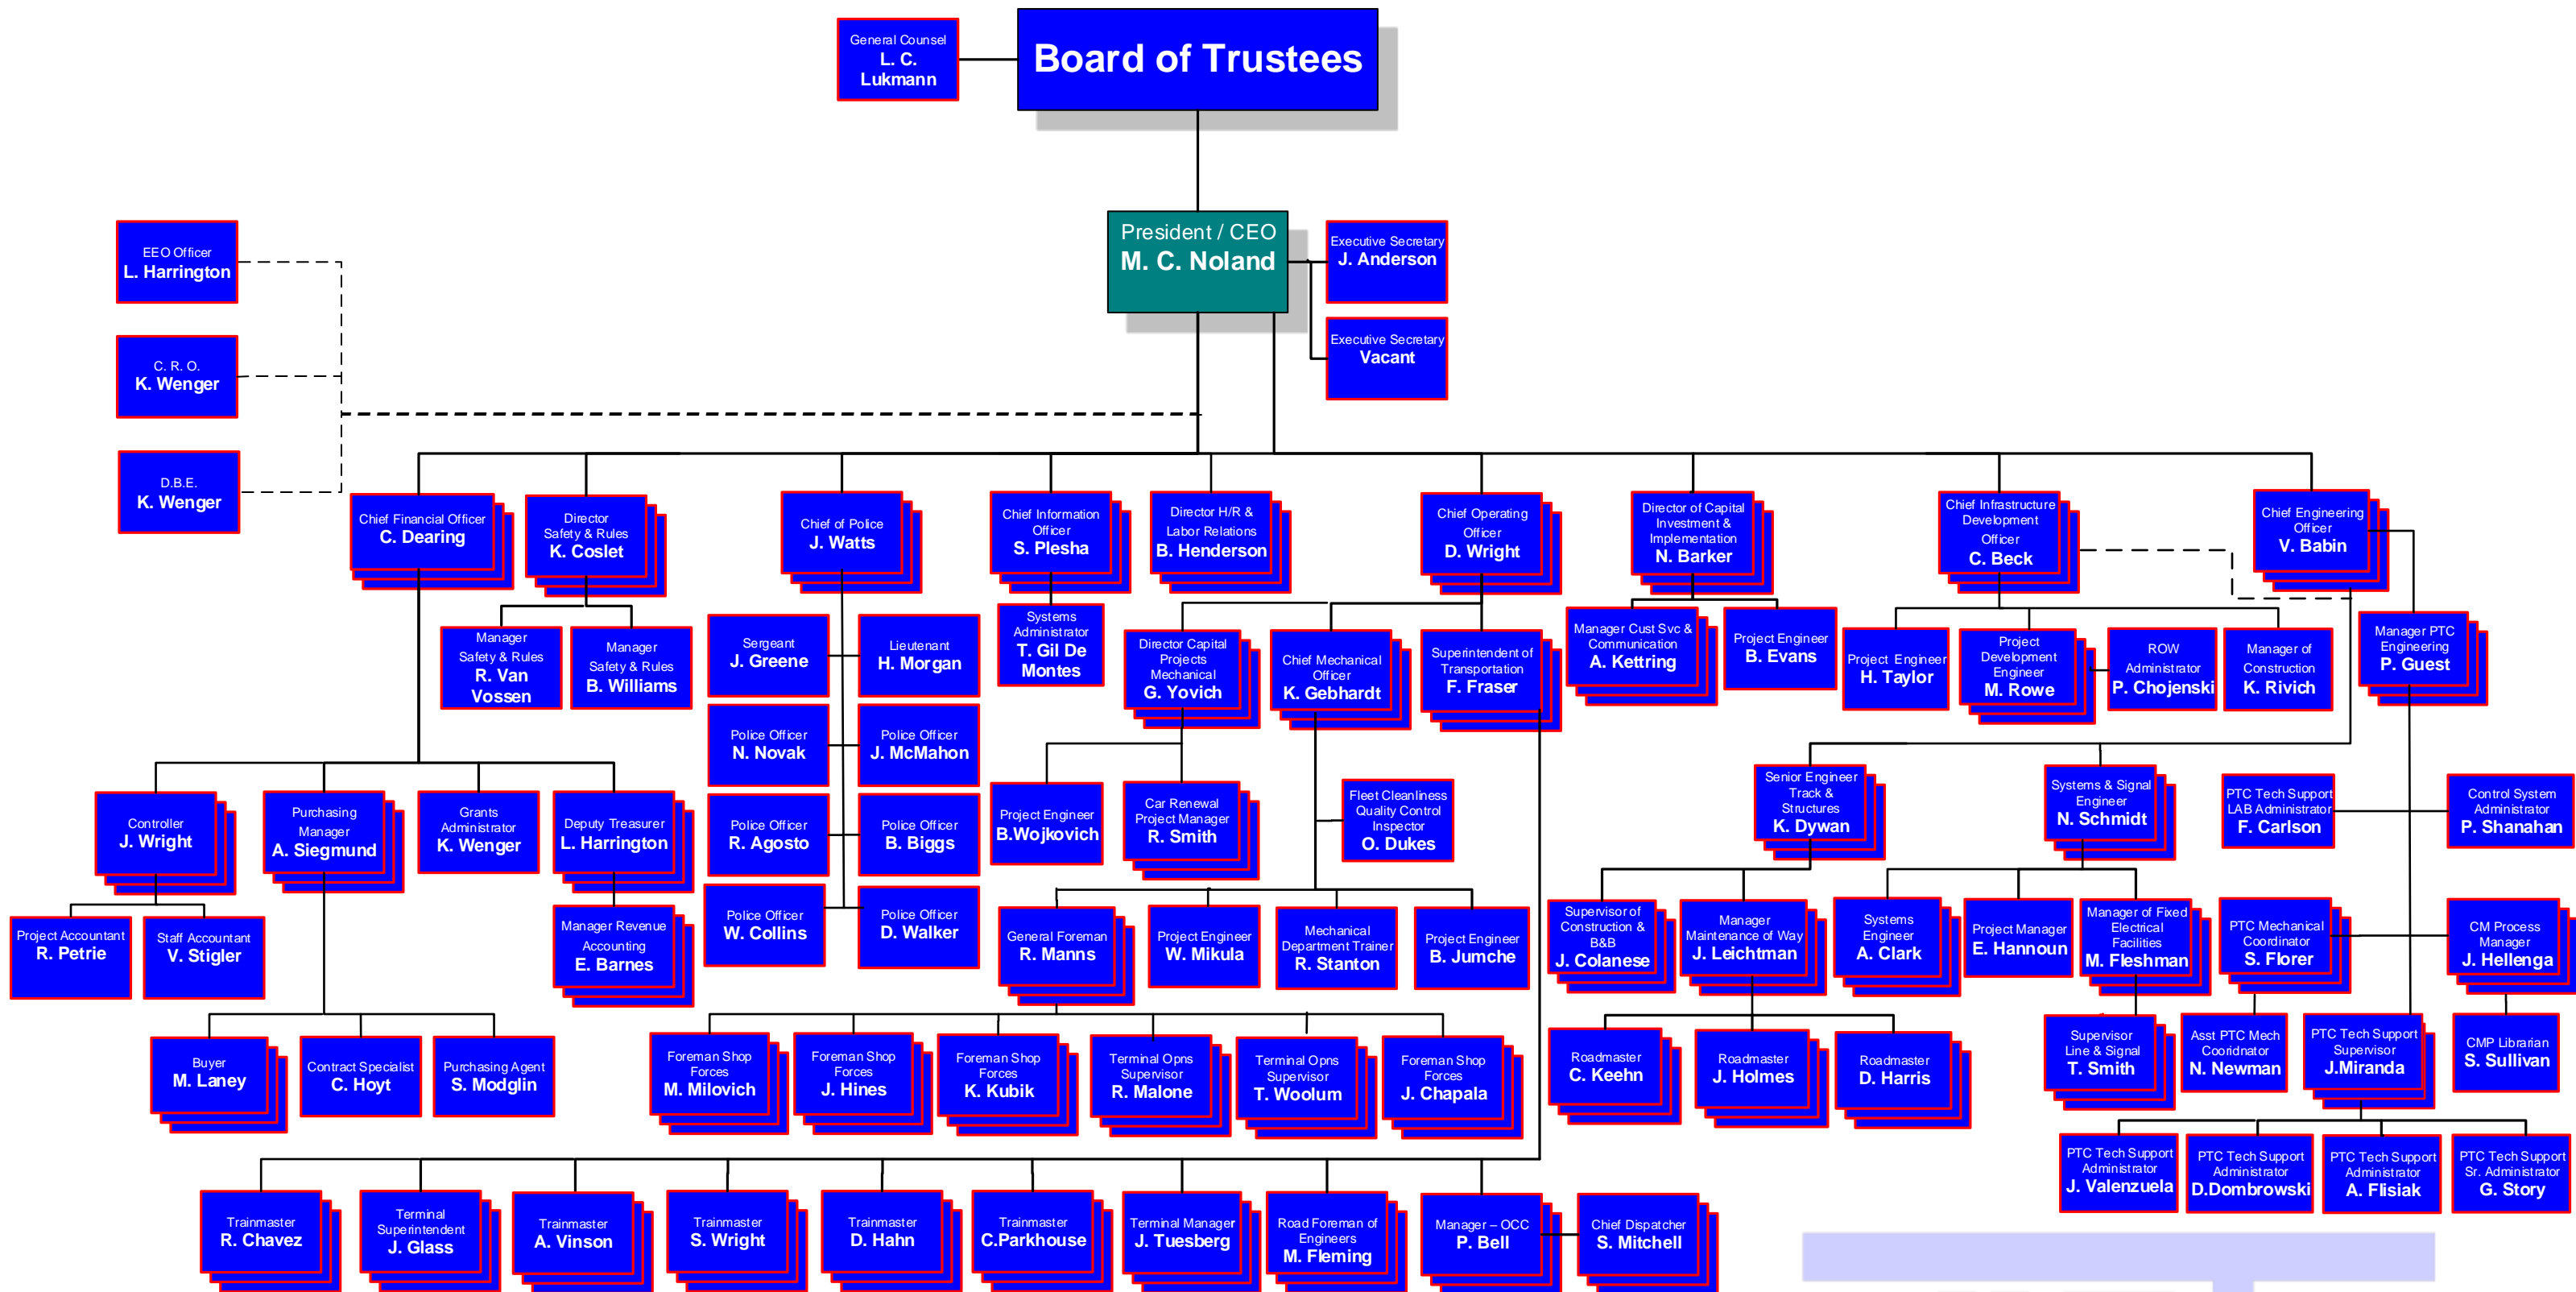 General Counsel
L. C.
Lukmann
Board of Trustees
President / CEO
M. C. Noland
Executive Secretary
J. Anderson
Executive Secretary
Vacant
EEO Officer
L. Harrington
C. R. O.
K. Wenger
D.B.E.
K. Wenger
Chief Financial Officer
C. Dearing
Director
Safety & Rules
K. Coslet
Chief of Police
J. Watts
Chief Information
Officer
S. Plesha
Director H/R &
Labor Relations
B. Henderson
Chief Operating
Officer
D. Wright
Director of Capital
Investment &
Implementation
N. Barker
Chief Infrastructure
Development
Officer
C. Beck
Chief Engineering
Officer
V. Babin
Manager
Safety & Rules
R. Van
Vossen
Manager
Safety & Rules
B. Williams
Sergeant
J. Greene
Lieutenant
H. Morgan
Systems
Administrator
T. Gil De
Montes
Director Capital
Projects
Mechanical
G. Yovich
Chief Mechanical
Officer
K. Gebhardt
Superintendent of
Transportation
F. Fraser
Manager Cust Svc &
Communication
A. Kettring
Project Engineer
B. Evans
Project Engineer
H. Taylor
Project
Development
Engineer
M. Rowe
ROW
Administrator
P. Chojenski
Manager of
Construction
K. Rivich
Manager PTC
Engineering
P. Guest
Police Officer
N. Novak
Police Officer
J. McMahon
Controller
J. Wright
Purchasing
Manager
A. Siegmund
Grants
Administrator
K. Wenger
Deputy Treasurer
L. Harrington
Police Officer
R. Agosto
Police Officer
B. Biggs
Project Engineer
B.Wojkovich
Car Renewal
Project Manager
R. Smith
Fleet Cleanliness
Quality Control
Inspector
O. Dukes
Senior Engineer
Track &
Structures
K. Dywan
Systems & Signal
Engineer
N. Schmidt
PTC Tech Support
LAB Administrator
F. Carlson
Control System
Administrator
P. Shanahan
Project Accountant
R. Petrie
Staff Accountant
V. Stigler
Manager Revenue
Accounting
E. Barnes
Police Officer
W. Collins
Police Officer
D. Walker
General Foreman
R. Manns
Project Engineer
W. Mikula
Mechanical
Department Trainer
R. Stanton
Project Engineer
B. Jumche
Supervisor of
Construction &
B&B
J. Colanese
Manager
Maintenance of Way
J. Leichtman
Systems
Engineer
A. Clark
Project Manager
E. Hannoun
Manager of Fixed
Electrical
Facilities
M. Fleshman
PTC Mechanical
Coordinator
S. Florer
CM Process
Manager
J. Hellenga
Buyer
M. Laney
Contract Specialist
C. Hoyt
Purchasing Agent
S. Modglin
Foreman Shop
Forces
M. Milovich
Foreman Shop
Forces
J. Hines
Foreman Shop
Forces
K. Kubik
Terminal Opns
Supervisor
R. Malone
Terminal Opns
Supervisor
T. Woolum
Foreman Shop
Forces
J. Chapala
Roadmaster
C. Keehn
Roadmaster
J. Holmes
Roadmaster
D. Harris
Supervisor
Line & Signal
T. Smith
Asst PTC Mech
Cooridnator
N. Newman
PTC Tech Support
Supervisor
J.Miranda
CMP Librarian
S. Sullivan
PTC Tech Support
Administrator
J. Valenzuela
PTC Tech Support
Administrator
D.Dombrowski
PTC Tech Support
Administrator
A. Flisiak
PTC Tech Support
Sr. Administrator
G. Story
Trainmaster
R. Chavez
Terminal
Superintendent
J. Glass
Trainmaster
A. Vinson
Trainmaster
S. Wright
Trainmaster
D. Hahn
Trainmaster
C.Parkhouse
Terminal Manager
J. Tuesberg
Road Foreman of
Engineers
M. Fleming
Manager – OCC
P. Bell
Chief Dispatcher
S. Mitchell